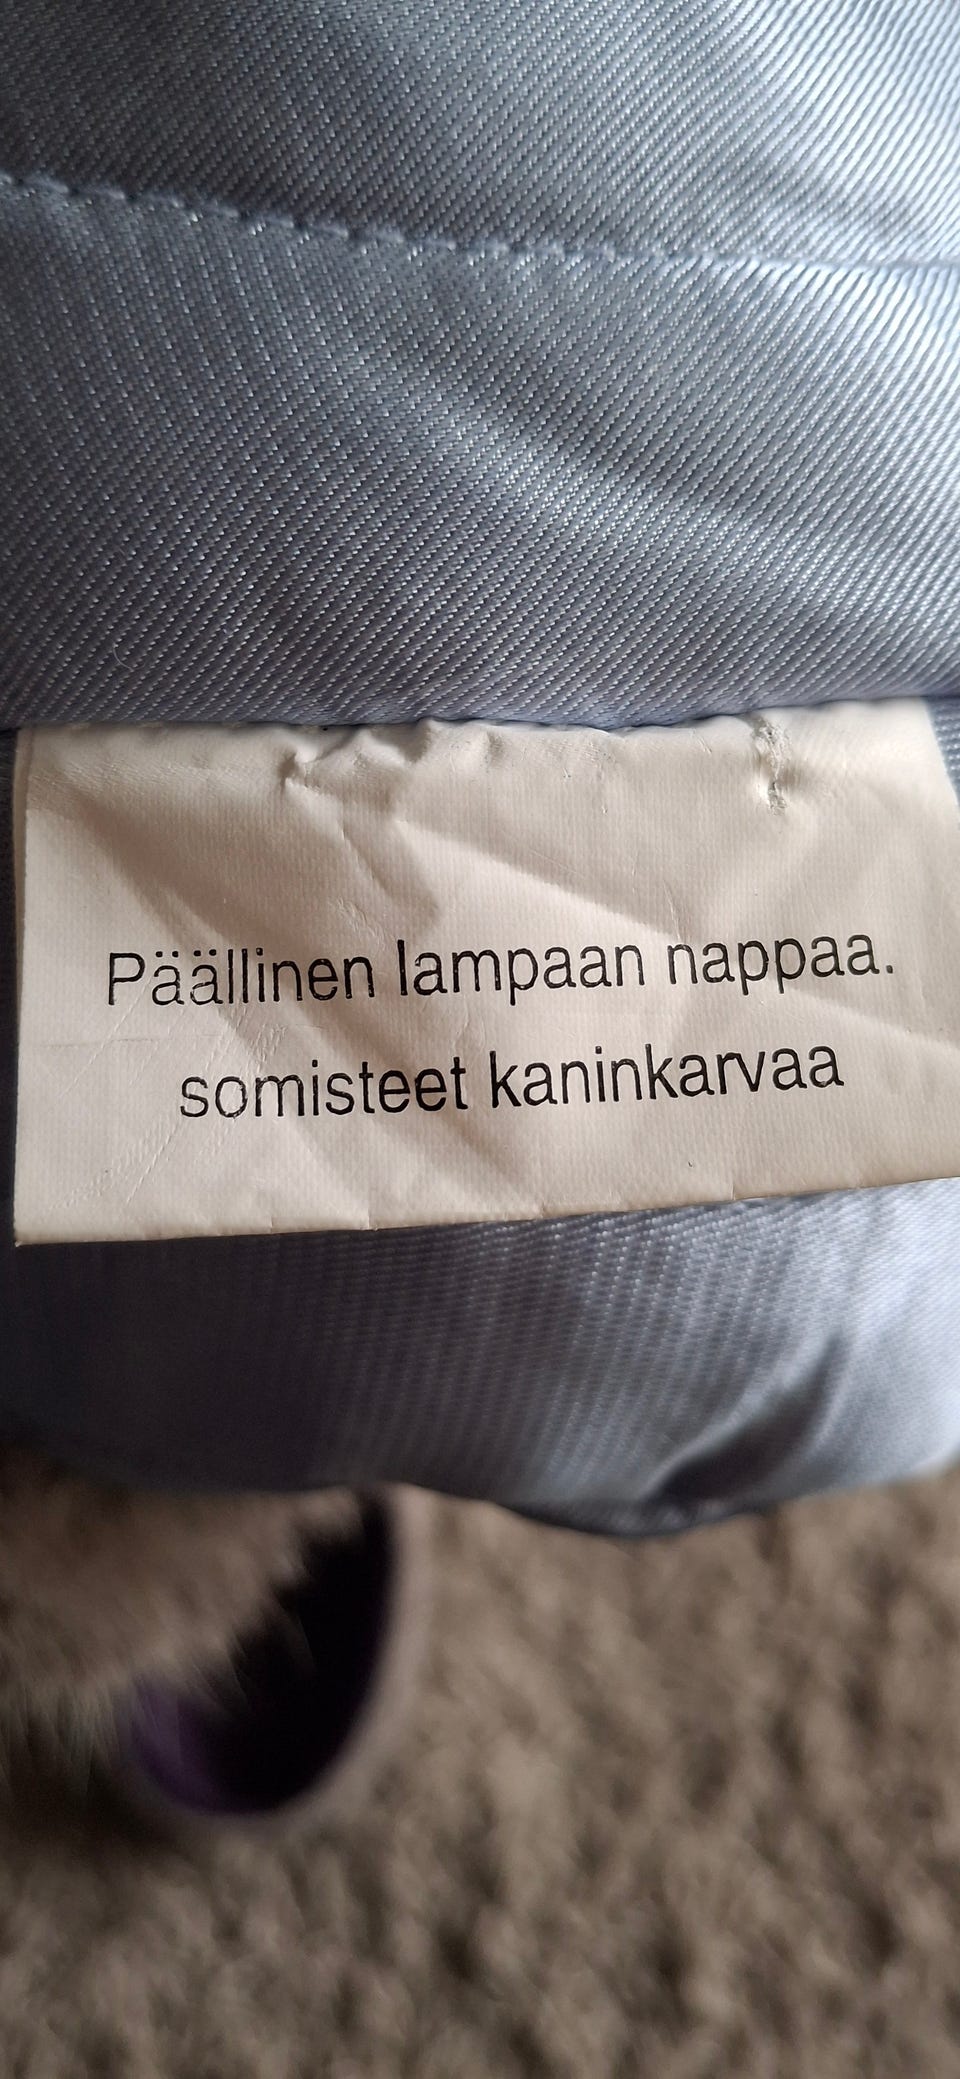 Päällinen lampaan nappaa.
somisteet kaninkarvaa